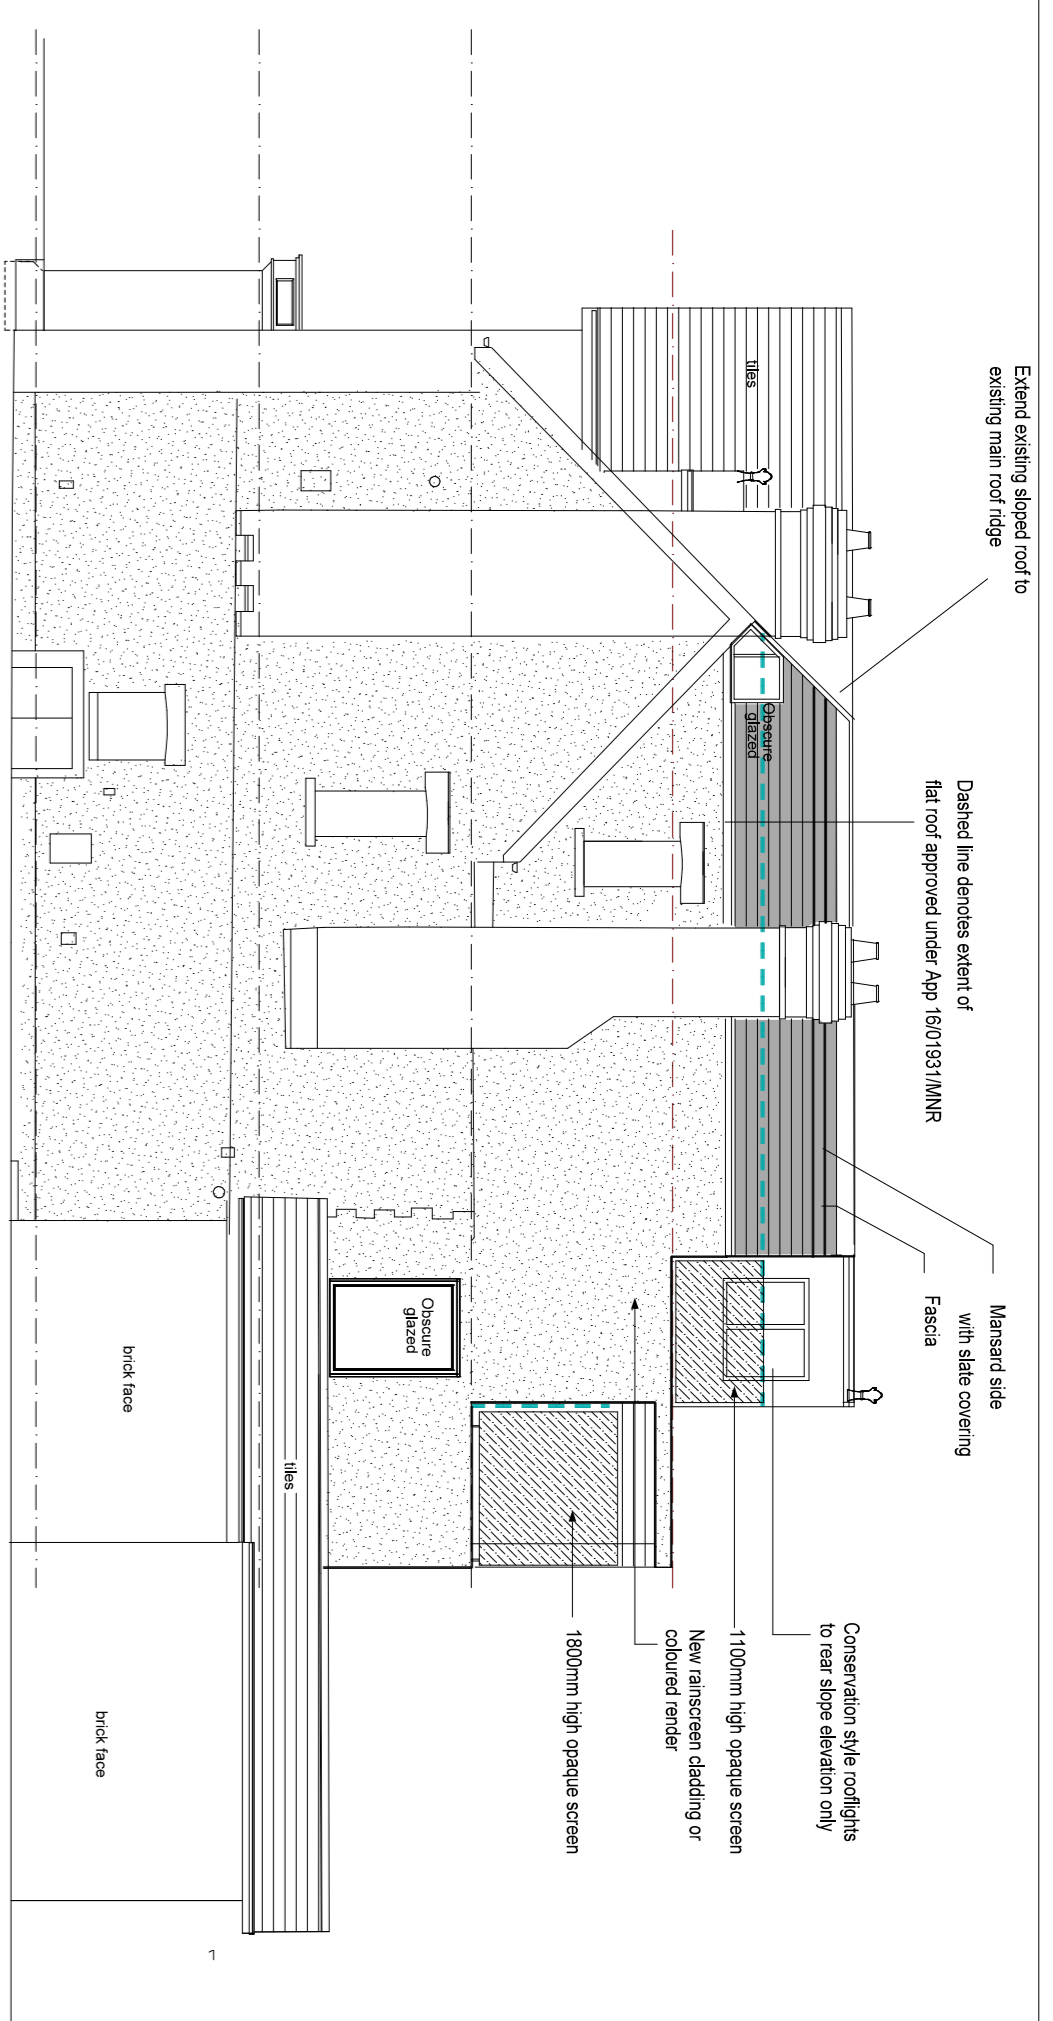 Extend existing sloped roof to
existing main roof ridge
Dashed line denotes extent of
flat roof approved under App 16/01931/MNR
Mansard side
with slate covering
Fascia
Conservation style rooflights
to rear slope elevation only
1100mm high opaque screen
New rainscreen cladding or
coloured render
1800mm high opaque screen
tiles
Obscure
glazed
Obscure
glazed
tiles
brick face
brick face
1